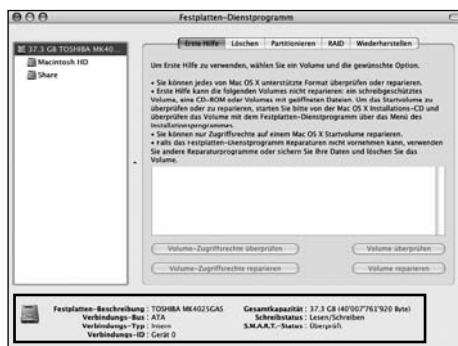 Festplatten-Dienstprogramm
37.3 GB TOSHIBA MK40...
Macintosh HD
Share
Erste Hilfe
Löschen
Partitionieren
RAID
Wiederherstellen
Um Erste Hilfe zu verwenden, wählen Sie ein Volume und die gewünschte Option.
• Sie können jedes von Mac OS X unterstützte Format überprüfen oder reparieren.
• Erste Hilfe kann die folgenden Volumes nicht reparieren: ein schreibgeschütztes
Volume, eine CD-ROM oder Volumes mit geöffneten Dateien. Um das Startvolume zu
überprüfen oder zu reparieren, starten Sie bitte von der Mac OS X Installations-CD und
überprüfen das Volume mit dem Festplatten-Dienstprogramm über das Menü des
Installationsprogrammes.
• Sie können nur Zugriffsrechte auf einem Mac OS X Startvolume reparieren.
• Falls das Festplatten-Dienstprogramm Reparaturen nicht vornehmen kann, verwenden
Sie andere Reparaturprogramme oder sichern Sie Ihre Daten und löschen Sie das
Volume.
Volume-Zugriffsrechte überprüfen
Volume überprüfen
Volume-Zugriffsrechte reparieren
Volume reparieren
Festplatten-Beschreibung : TOSHIBA MK4025GAS
Verbindungs-Bus : ATA
Verbindungs-Typ : Intern
Verbindungs-ID : Gerät 0
Gesamtkapazität : 37.3 GB (40'007'763'920 Byte)
Schreibstatus : Lesen/Schreiben
S.M.A.R.T.-Status : Überprüft